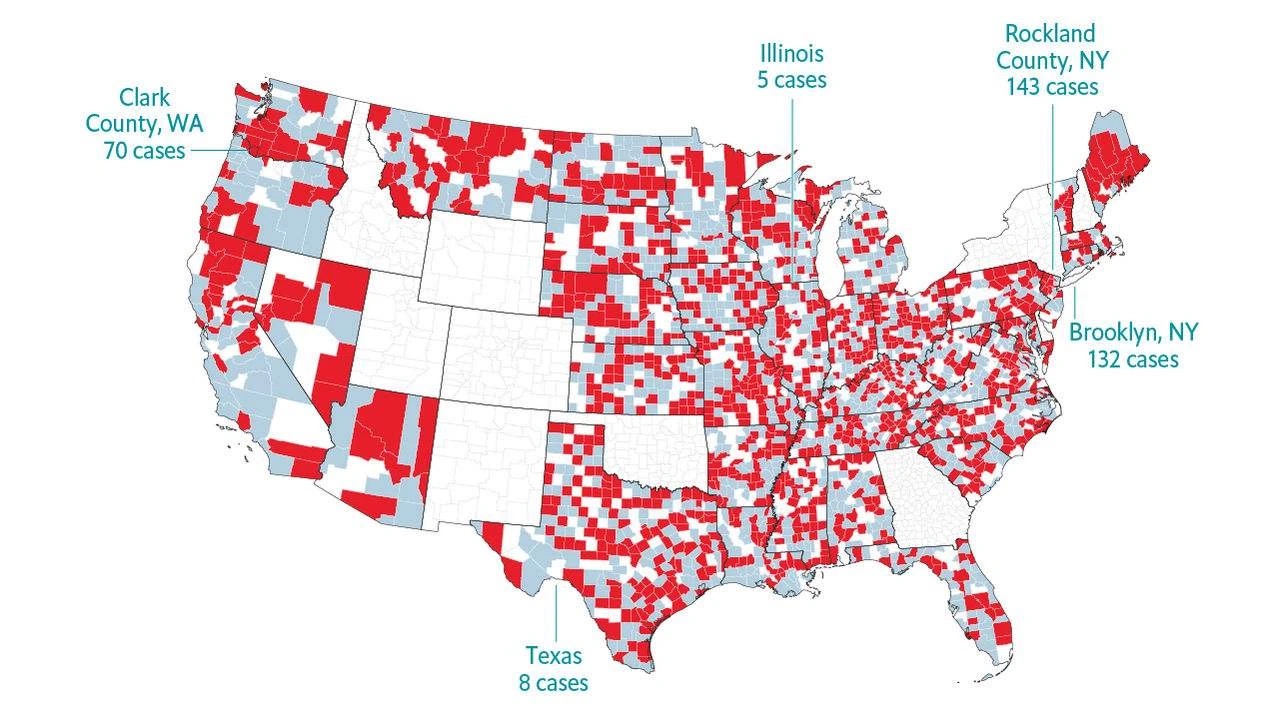 Rockland
County, NY
143 cases
Illinois
5 cases
Clark
County, WA
70 cases
Brooklyn, NY
132 cases
Texas
8 cases